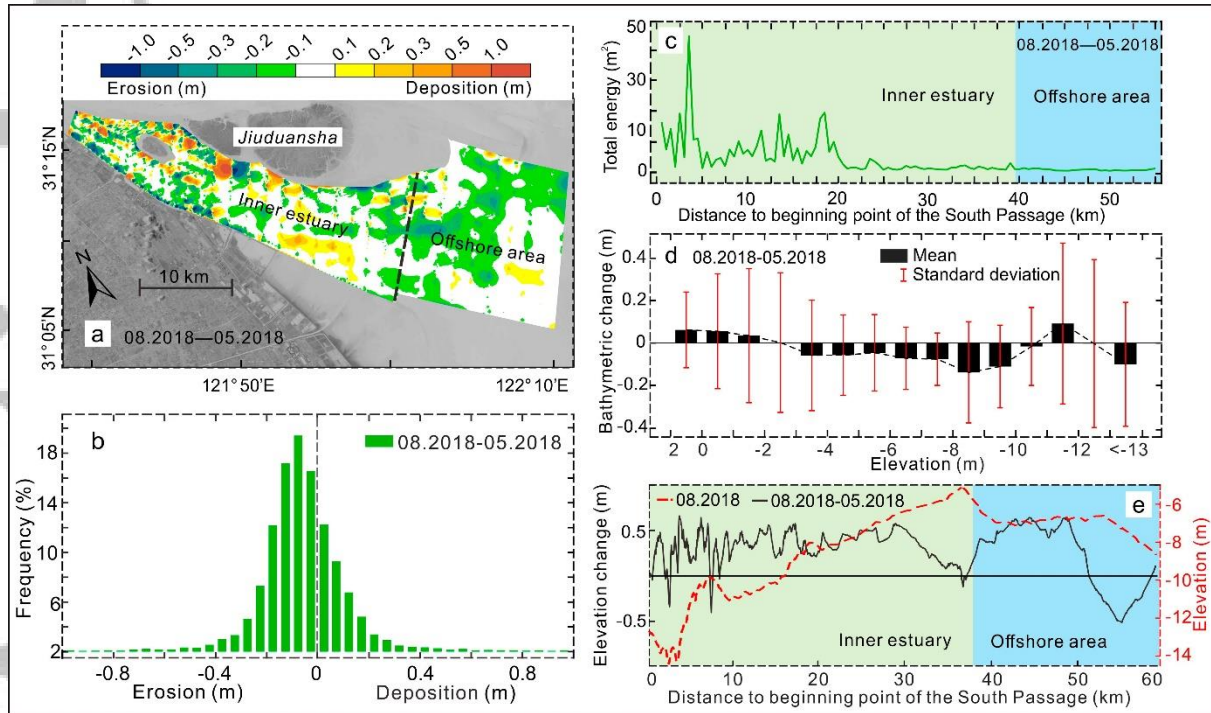 -1.0 -0.5 -0.3 -0.2 -0.1 0.1 0.2 0.3 0.5 1.0
Erosion (m) Deposition (m)
Jiuduansha
31°15'N
Inner estuary
Offshore area
N
10 km
31°05'N
a
08.2018—05.2018
121°50'E 122°10'E
b
08.2018-05.2018
Frequency (%)
18
14
10
6
2
-0.8 -0.4 0 0.4 0.8
Erosion (m) Deposition (m)
c
08.2018—05.2018
Inner estuary Offshore area
Total energy (m²)
50
30
10
0
0 10 20 30 40 50
Distance to beginning point of the South Passage (km)
d
08.2018-05.2018
Mean
Standard deviation
Bathymetric change (m)
0.4
0.2
0
-0.2
-0.4
2 0 -2 -4 -6 -8 -10 -12 <-13
Elevation (m)
08.2018 08.2018-05.2018
e
Elevation change (m)
0.5
0
-0.5
Elevation (m)
-6
-8
-10
-12
-14
Inner estuary Offshore area
0 10 20 30 40 50 60
Distance to beginning point of the South Passage (km)